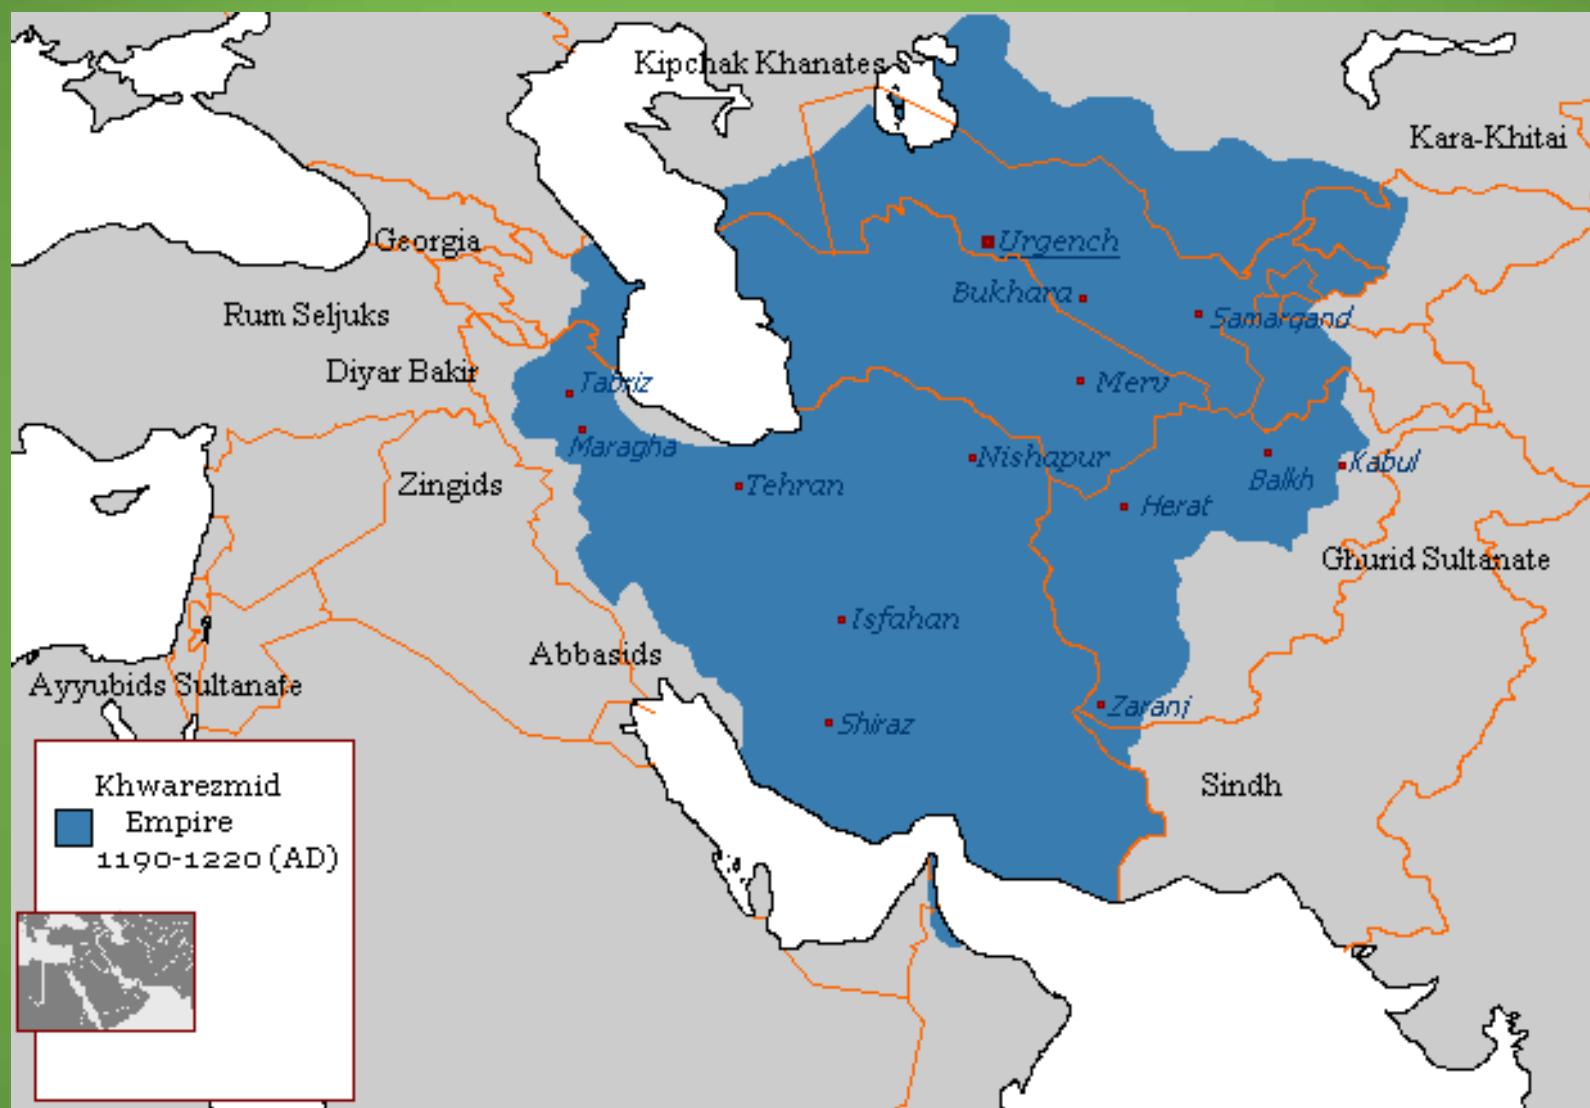 Kipchak Khanates
Kara-Khitai
Georgia
Urgench
Bukhara
Rum Seljuks
Samarqand
Diyar Bakir
Tabriz
Merv
Maragha
Nishapur
Kabul
Zingids
Tehran
Balkh
Herat
Ghurid Sultanate
Isfahan
Abbasids
Ayyubids Sultanate
Zaranj
Shiraz
Sindh
Khwarezmid
Empire
1190-1220 (AD)